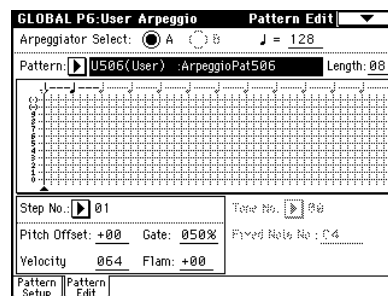 GLOBAL P6:User Arpeggio Pattern Edit
Arpeggiator Select: A B ♩ = 128
Pattern: U506(User) :ArpeggioPat506 Length: 08
Step No.: 01 Tone No. 00
Pitch Offset: +00 Gate: 050% Fixed Note No.: C4
Velocity 064 Flam: +00
Pattern Setup Pattern Edit